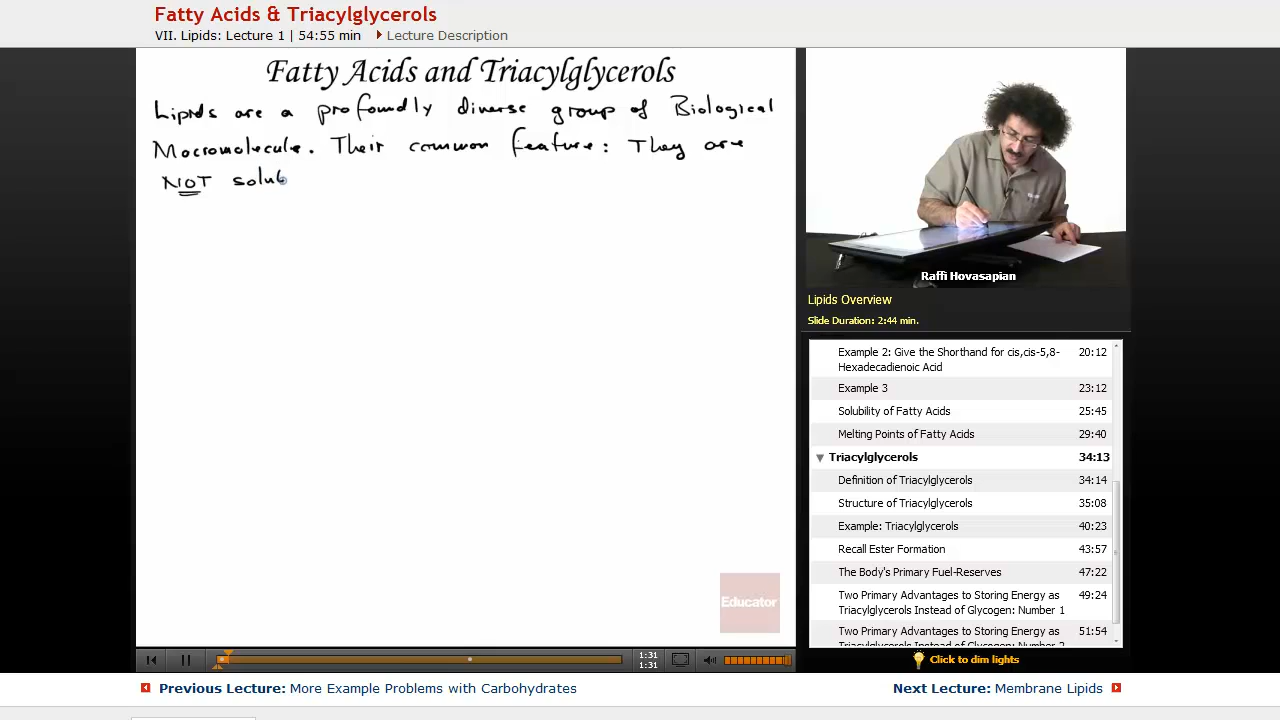 Fatty Acids & Triacylglycerols
VII. Lipids: Lecture 1 | 54:55 min
Lecture Description
Fatty Acids and Triacylglycerols
Lipids are a profoundly diverse group of Biological
Macromolecule. Their common feature: They are
NOT solub
Educator
Raffi Hovasapian
Lipids Overview
Slide Duration: 2:44 min.
Example 2: Give the Shorthand for cis,cis-5,8-
Hexadecadienoic Acid 20:12
Example 3 23:12
Solubility of Fatty Acids 25:45
Melting Points of Fatty Acids 29:40
Triacylglycerols 34:13
Definition of Triacylglycerols 34:14
Structure of Triacylglycerols 35:08
Example: Triacylglycerols 40:23
Recall Ester Formation 43:57
The Body's Primary Fuel-Reserves 47:22
Two Primary Advantages to Storing Energy as
Triacylglycerols Instead of Glycogen: Number 1 49:24
Two Primary Advantages to Storing Energy as 51:54
Triacylglycerols Instead of Glycogen: Number 2
1:31
1:31
Click to dim lights
Previous Lecture: More Example Problems with Carbohydrates
Next Lecture: Membrane Lipids